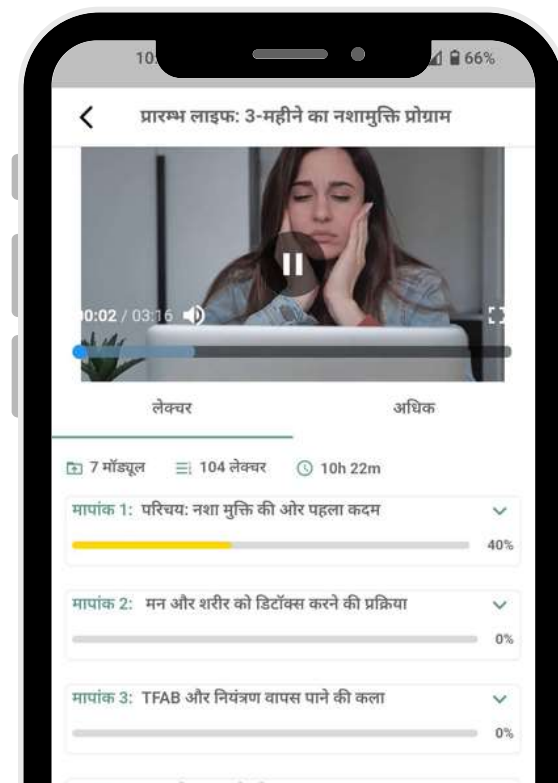 10:
66%
प्रारम्भ लाइफ: 3-महीने का नशामुक्ति प्रोग्राम
00:02 / 03:16
लेक्चर
अधिक
7 मॉड्यूल
104 लेक्चर
10h 22m
मापांक 1: परिचय: नशा मुक्ति की ओर पहला कदम
40%
मापांक 2: मन और शरीर को डिटॉक्स करने की प्रक्रिया
0%
मापांक 3: TFAB और नियंत्रण वापस पाने की कला
0%